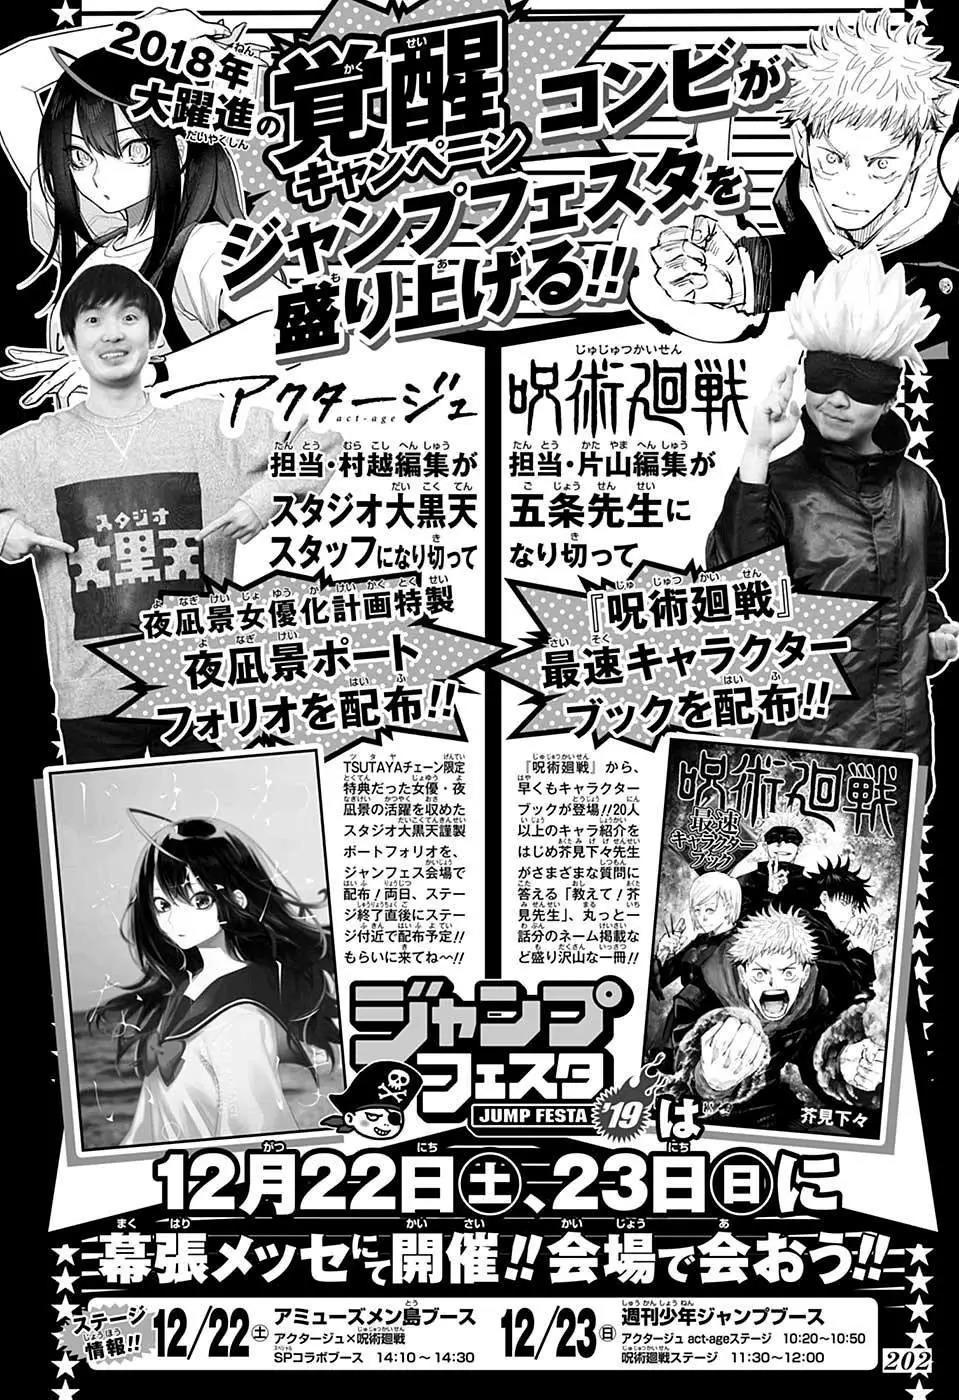 2018年
大躍進の
覚醒
キャンペーン
コンビが
ジャンプフェスタを
盛り上げる!!
アクタージュ
act-age
担当・村越編集が
スタジオ大黒天
スタッフになり切って
スタジオ
大黒天
夜凪景女優化計画特製
夜凪景ポート
フォリオを配布!!
TSUTAYAチェーン限定
特典だった女優・夜
凪景の活躍を収めた
スタジオ大黒天謹製
ポートフォリオを、
ジャンフェス会場で
配布!両日、ステー
ジ終了直後にステー
ジ付近で配布予定!!
もらいに来てね〜!!
呪術廻戦
担当・片山編集が
五条先生に
なり切って
『呪術廻戦』
最速キャラクター
ブックを配布!!
『呪術廻戦』から、
早くもキャラクター
ブックが登場!!20人
以上のキャラ紹介を
はじめ芥見下々先生
がさまざまな質問に
答える「教えて!芥
見先生」、丸っと一
話分のネーム掲載な
ど盛り沢山な一冊!!
呪術廻戦
最速
キャラクター
ブック
芥見下々
ジャンプ
フェスタ
JUMP FESTA
'19は
12月22日土、23日日に
幕張メッセにて開催!!会場で会おう!!
ステージ
情報!!
12/22土
アミューズメン島ブース
アクタージュ×呪術廻戦
SPコラボブース 14:10〜14:30
12/23日
週刊少年ジャンプブース
アクタージュ act-ageステージ 10:20〜10:50
呪術廻戦ステージ 11:30〜12:00
202